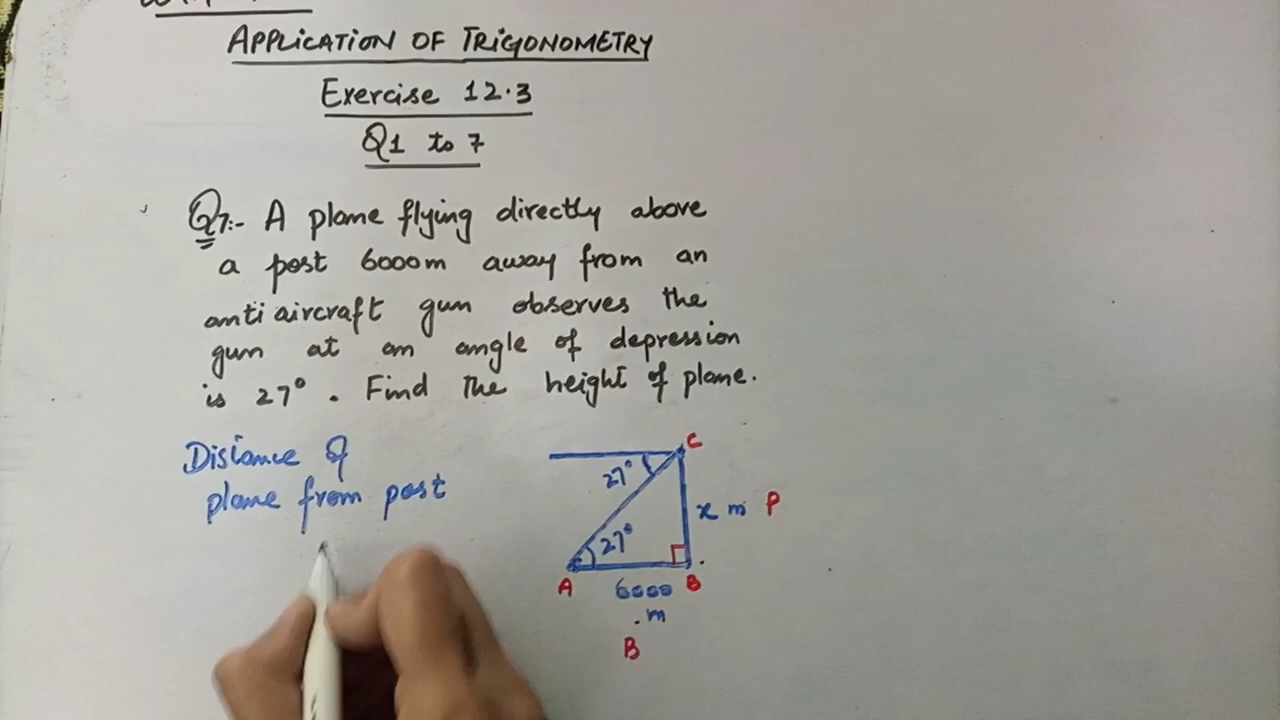 APPLICATION OF TRIGONOMETRY
Exercise 12.3
Q1 to 7
Q7:- A plane flying directly above
a post 6000m away from an
anti aircraft gun observes the
gun at an angle of depression
is 27° . Find the height of plane.
Distance of
plane from post
C
27°
x m P
27°
A 6000 B
m
B